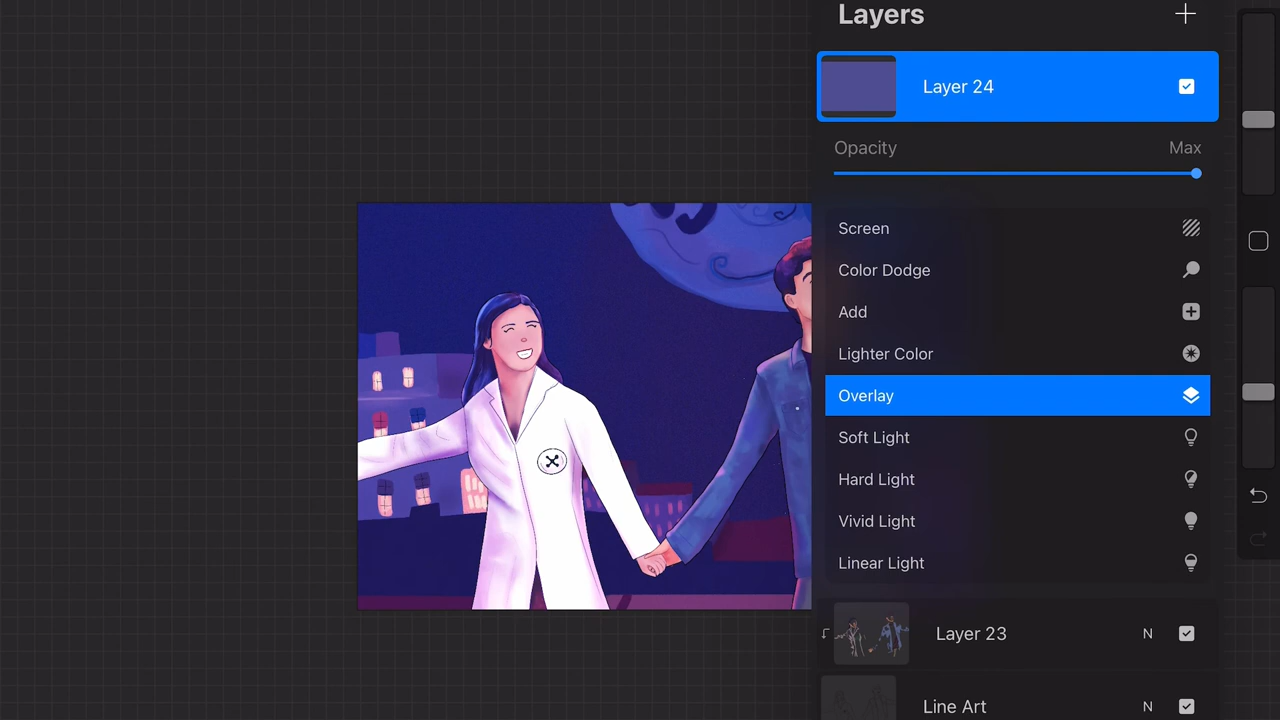 Layers
Layer 24
Opacity
Max
Screen
Color Dodge
Add
Lighter Color
Overlay
Soft Light
Hard Light
Vivid Light
Linear Light
Layer 23
N
Line Art
N